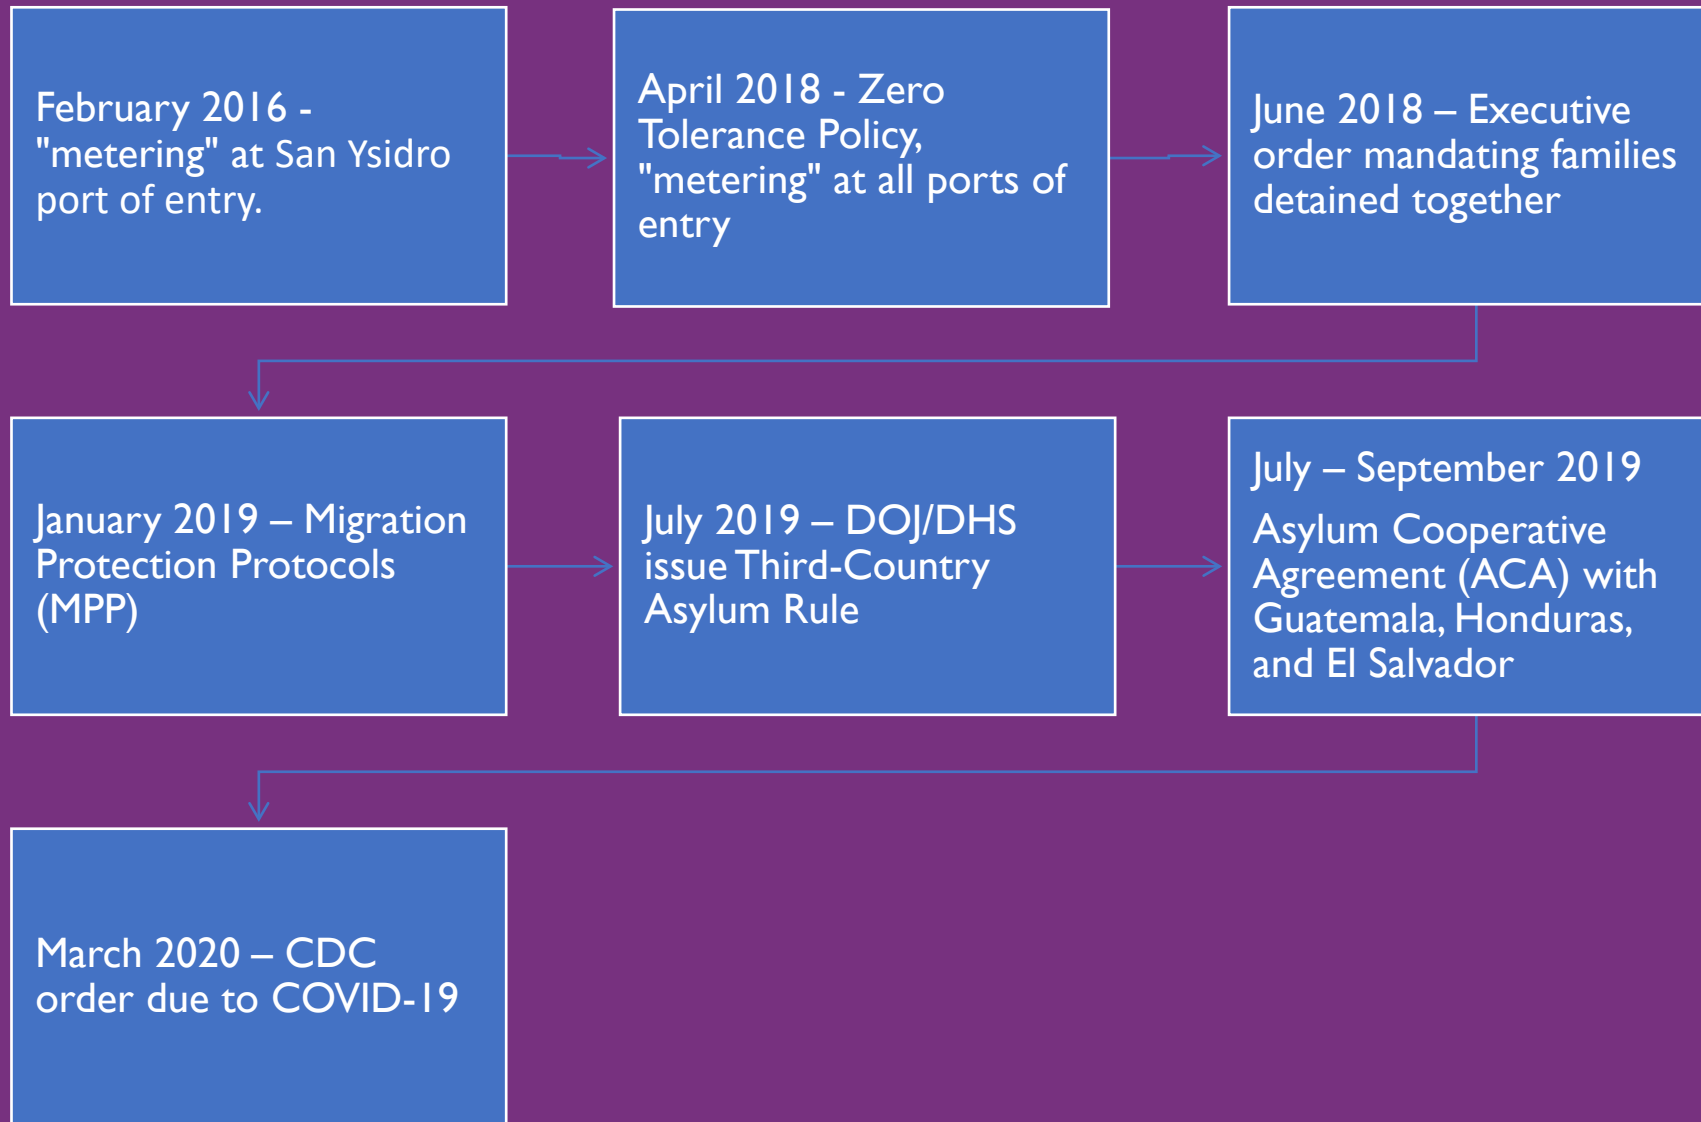 February 2016 -
"metering" at San Ysidro
port of entry.
April 2018 - Zero
Tolerance Policy,
"metering" at all ports of
entry
June 2018 – Executive
order mandating families
detained together
January 2019 – Migration
Protection Protocols
(MPP)
July 2019 – DOJ/DHS
issue Third-Country
Asylum Rule
July – September 2019
Asylum Cooperative
Agreement (ACA) with
Guatemala, Honduras,
and El Salvador
March 2020 – CDC
order due to COVID-19